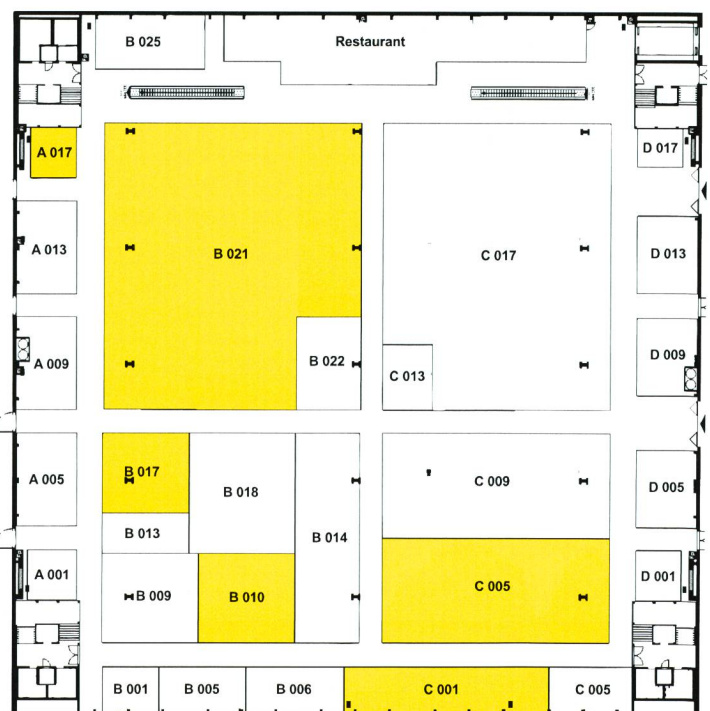 B 025
Restaurant
A 017
D 017
A 013
B 021
C 017
D 013
A 009
B 022
C 013
D 009
A 005
B 017
B 018
C 009
D 005
B 013
B 014
A 001
B 009
B 010
C 005
D 001
B 001
B 005
B 006
C 001
C 005